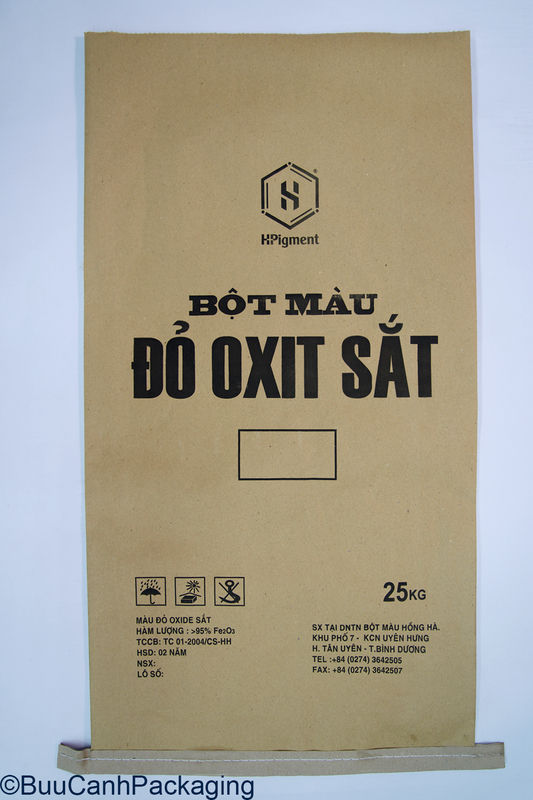 HPigment
BỘT MÀU
ĐỎ OXIT SẮT
25KG
MÀU ĐỎ OXIDE SẮT
HÀM LƯỢNG : >95% Fe2O3
TCCB: TC 01-2004/CS-HH
HSD: 02 NĂM
NSX:
LÔ SỐ:
SX TẠI DNTN BỘT MÀU HỒNG HÀ.
KHU PHỐ 7 - KCN UYÊN HƯNG
H. TÂN UYÊN - T.BÌNH DƯƠNG
TEL :+84 (0274) 3642505
FAX: +84 (0274) 3642507
©BuuCanhPackaging